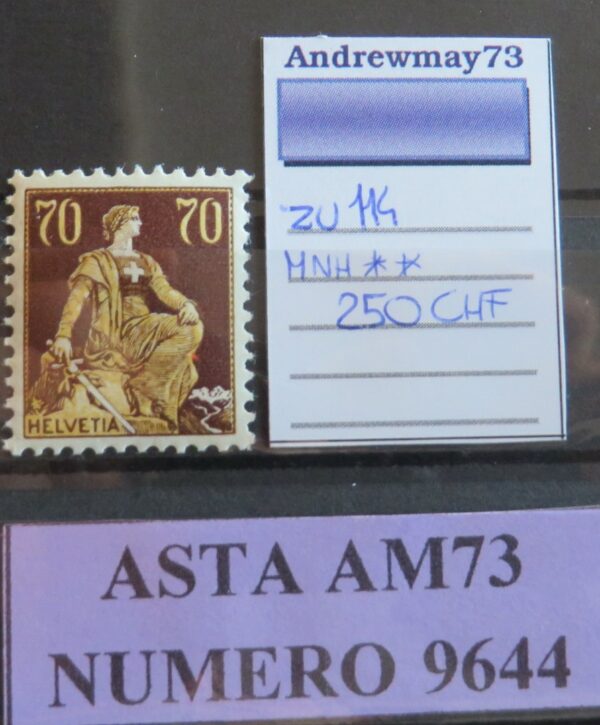 70 70
HELVETIA
Andrewmay73
ZU 114
MNH **
250 CHF
ASTA AM73
NUMERO 9644